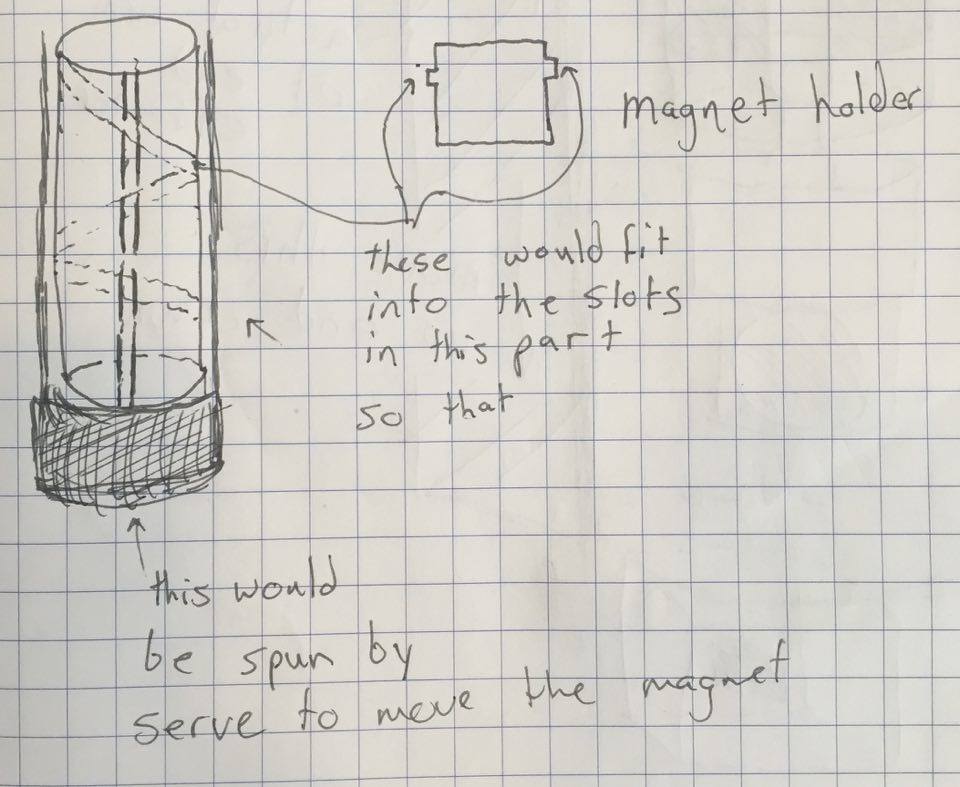 magnet holder
these would fit
into the slots
in this part
so that
this would
be spun by
serve to move the magnet